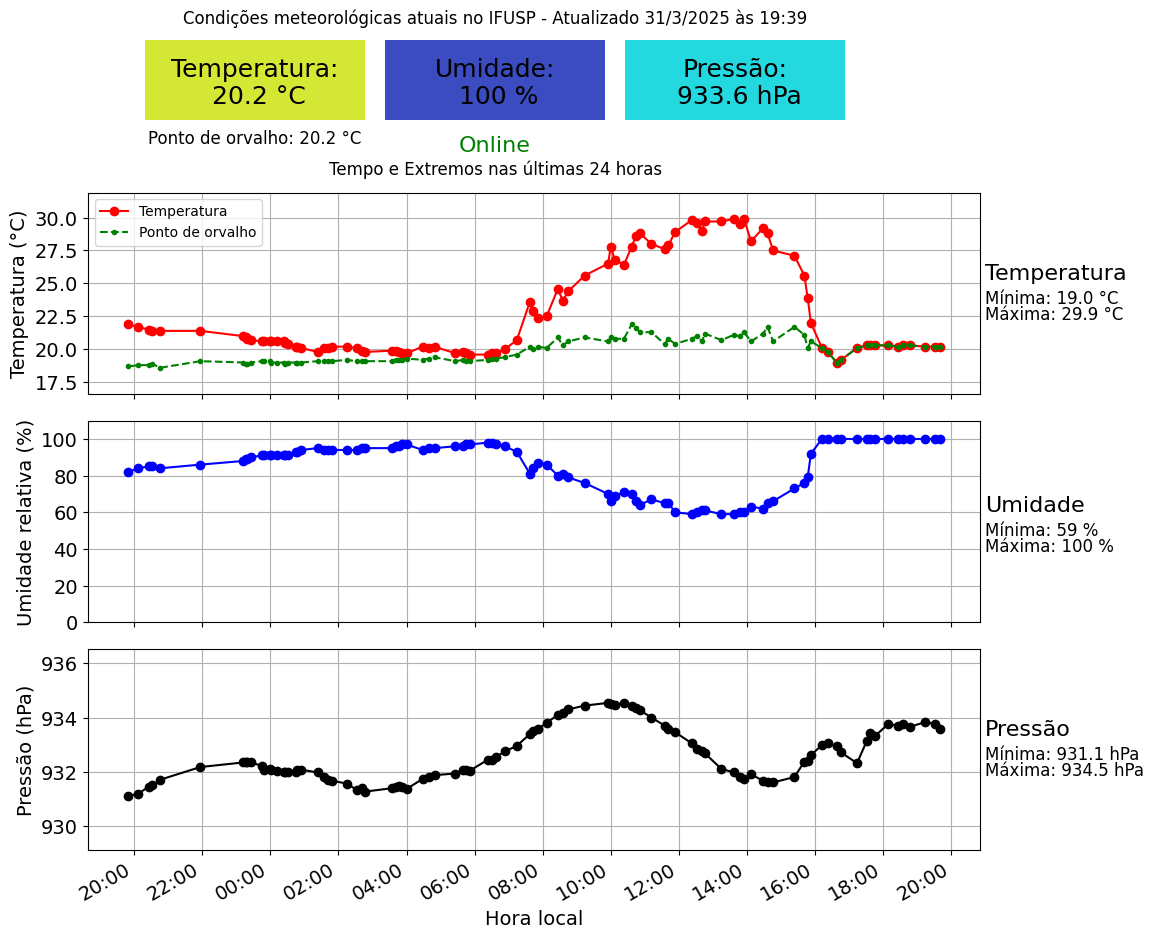 Condições meteorológicas atuais no IFUSP - Atualizado 31/3/2025 às 19:39
Temperatura:
20.2 °C
Umidade:
100 %
Pressão:
933.6 hPa
Ponto de orvalho: 20.2 °C
Online
Tempo e Extremos nas últimas 24 horas
Temperatura (°C)
30.0
27.5
25.0
22.5
20.0
17.5
Temperatura
Ponto de orvalho
Temperatura
Mínima: 19.0 °C
Máxima: 29.9 °C
Umidade relativa (%)
100
80
60
40
20
0
Umidade
Mínima: 59 %
Máxima: 100 %
Pressão (hPa)
936
934
932
930
Pressão
Mínima: 931.1 hPa
Máxima: 934.5 hPa
20:00
22:00
00:00
02:00
04:00
06:00
08:00
10:00
12:00
14:00
16:00
18:00
20:00
Hora local